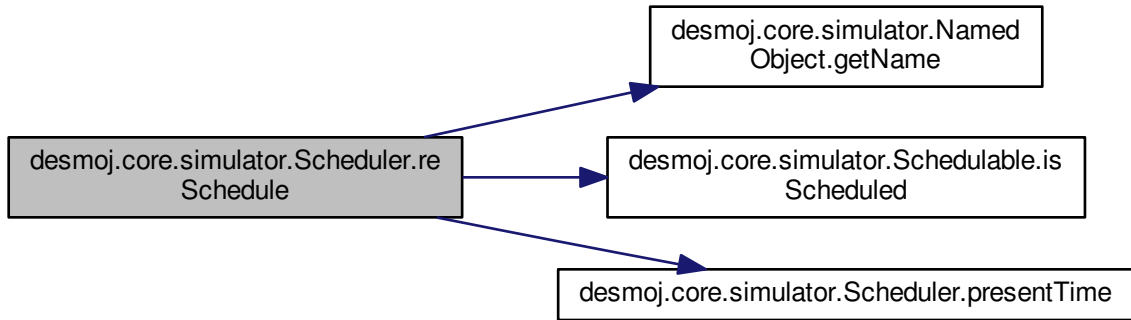 desmoj.core.simulator.Named
Object.getName
desmoj.core.simulator.Scheduler.re
Schedule
desmoj.core.simulator.Schedulable.is
Scheduled
desmoj.core.simulator.Scheduler.presentTime